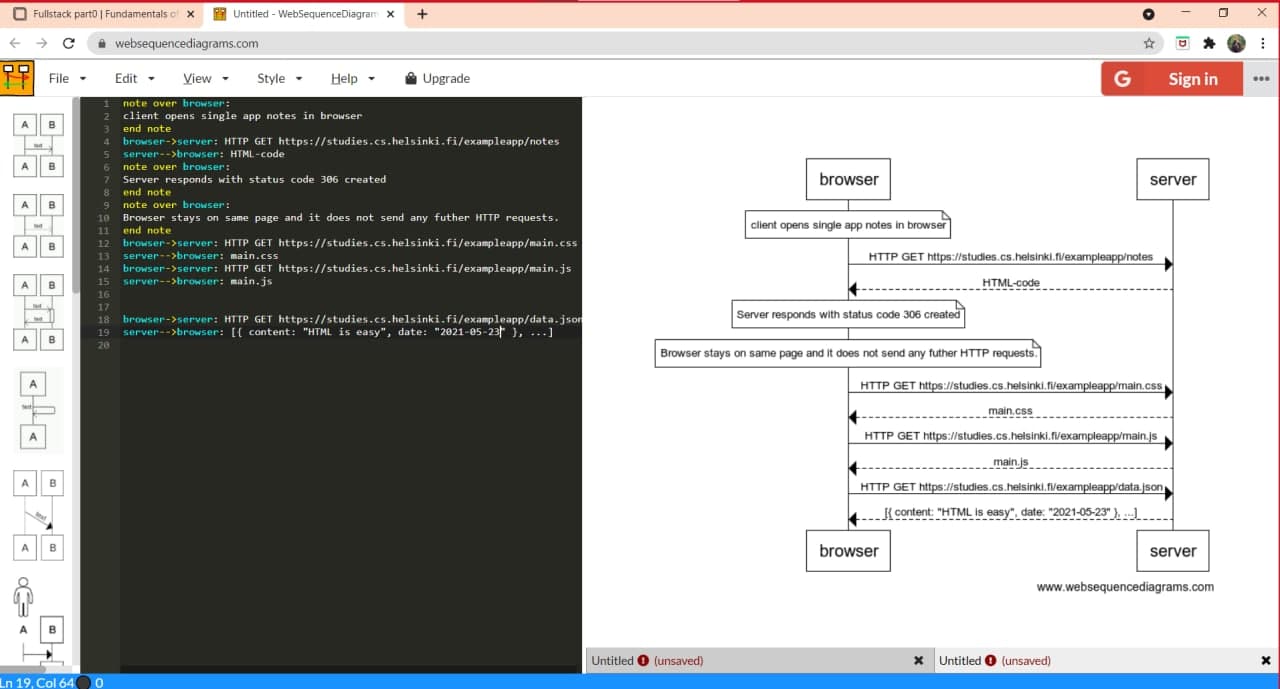 Fullstack part0 | Fundamentals of
Untitled - WebSequenceDiagram
websequencediagrams.com
File Edit View Style Help Upgrade
G Sign in
1 note over browser:
2 client opens single app notes in browser
3 end note
4 browser->server: HTTP GET https://studies.cs.helsinki.fi/exampleapp/notes
5 server-->browser: HTML-code
6 note over browser:
7 Server responds with status code 306 created
8 end note
9 note over browser:
10 Browser stays on same page and it does not send any futher HTTP requests.
11 end note
12 browser->server: HTTP GET https://studies.cs.helsinki.fi/exampleapp/main.css
13 server-->browser: main.css
14 browser->server: HTTP GET https://studies.cs.helsinki.fi/exampleapp/main.js
15 server-->browser: main.js
16
17
18 browser->server: HTTP GET https://studies.cs.helsinki.fi/exampleapp/data.json
19 server-->browser: [{ content: "HTML is easy", date: "2021-05-23" }, ...]
20
A B
text
A B
A B
text
A B
A B
text
text
A B
A
text
A
A B
text
A B
A B
browser server
client opens single app notes in browser
HTTP GET https://studies.cs.helsinki.fi/exampleapp/notes
HTML-code
Server responds with status code 306 created
Browser stays on same page and it does not send any futher HTTP requests.
HTTP GET https://studies.cs.helsinki.fi/exampleapp/main.css
main.css
HTTP GET https://studies.cs.helsinki.fi/exampleapp/main.js
main.js
HTTP GET https://studies.cs.helsinki.fi/exampleapp/data.json
[{ content: "HTML is easy", date: "2021-05-23" }, ...]
browser server
www.websequencediagrams.com
Untitled ! (unsaved)
Untitled ! (unsaved)
Ln 19, Col 64 0